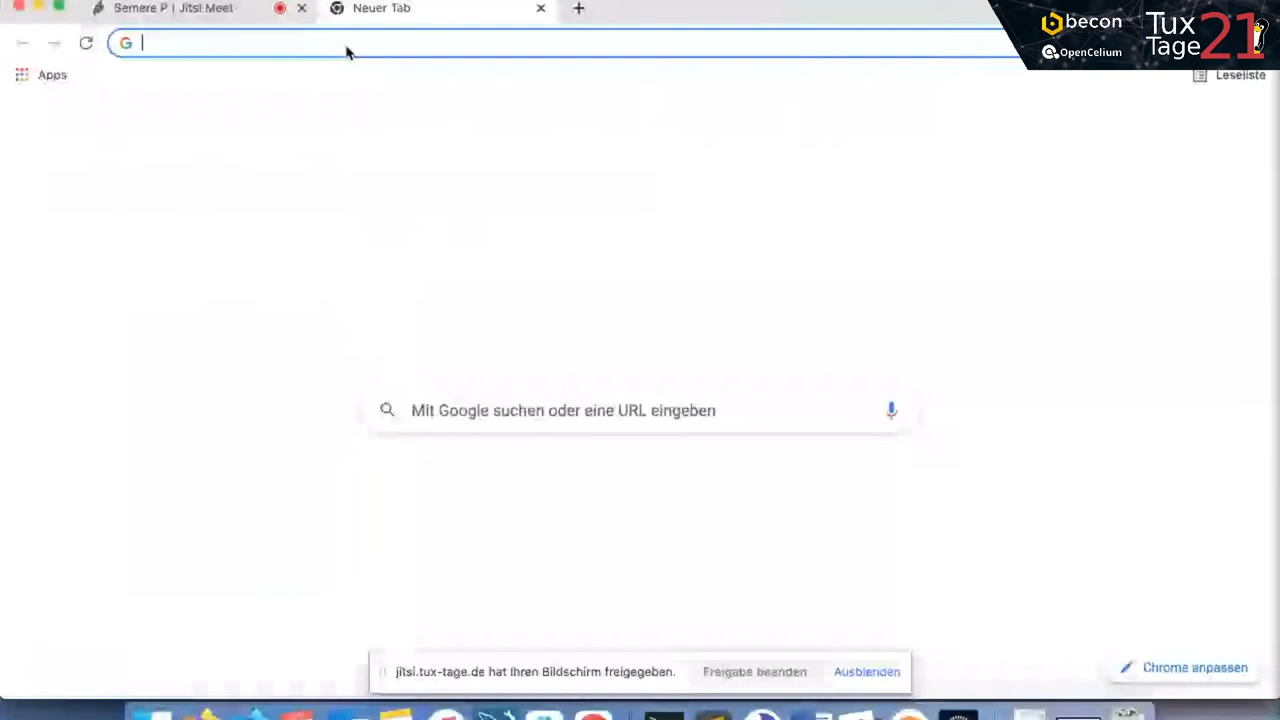 Semere P | Jitsi Meet
Neuer Tab
becon
OpenCelium
Tux
Tage 21
Apps
Leseliste
Mit Google suchen oder eine URL eingeben
jitsi.tux-tage.de hat Ihren Bildschirm freigegeben.
Freigabe beenden
Ausblenden
Chrome anpassen